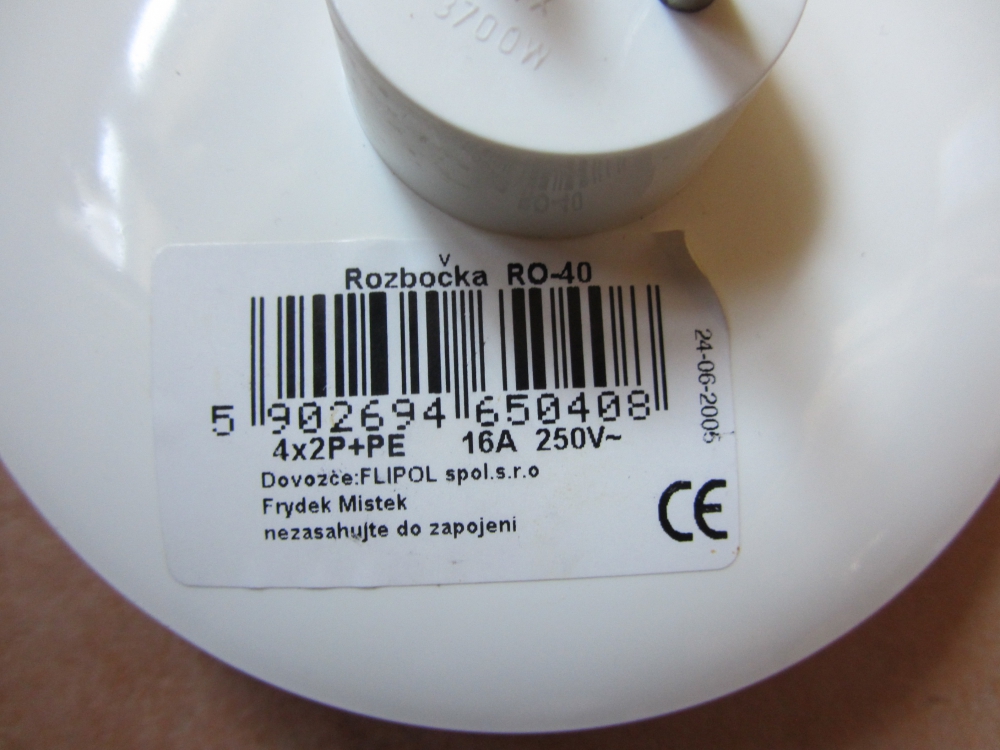 3700W
RO-40
Rozbočka RO-40
5 902694 650408
4x2P+PE 16A 250V~
Dovozče:FLIPOL spol.s.r.o
Frydek Mistek
nezasahujte do zapojeni
CE
24-06-2005